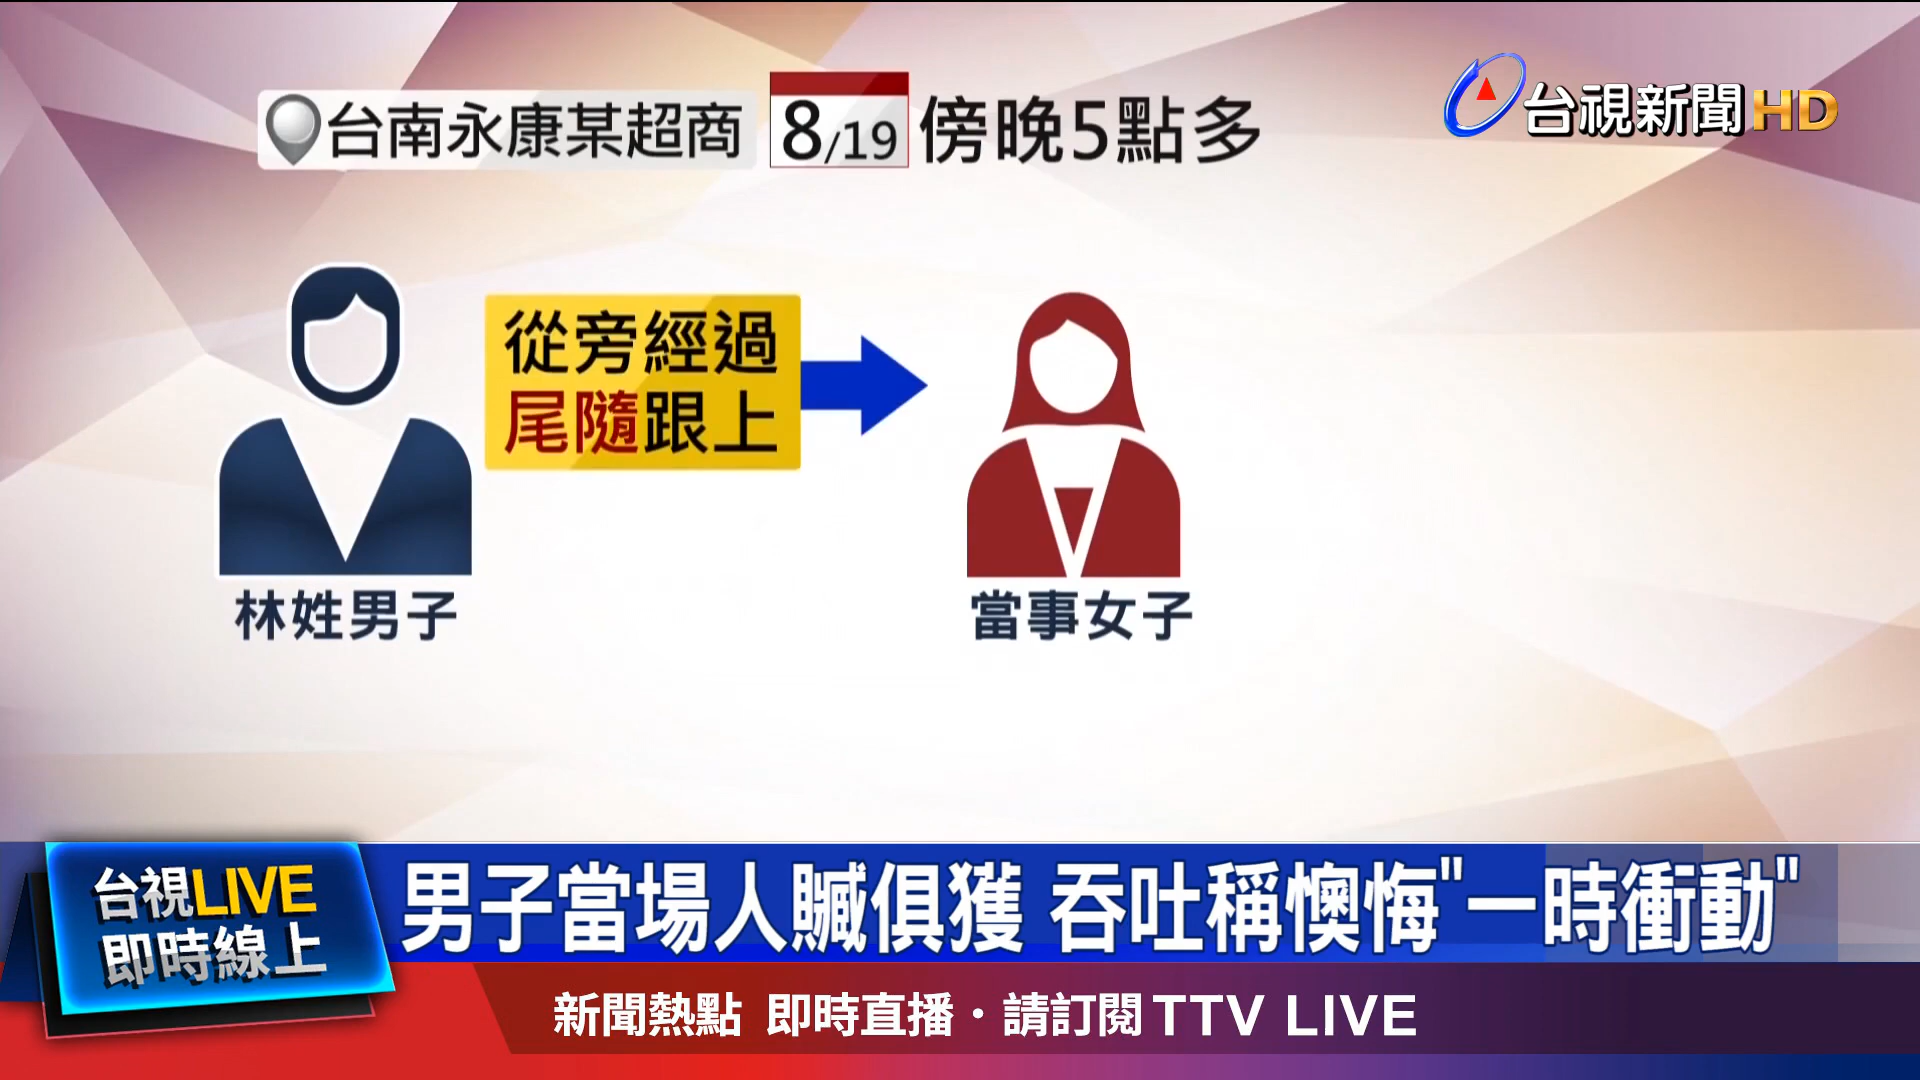 台南永康某超商 8/19 傍晚5點多
台視新聞HD
從旁經過
尾隨跟上
林姓男子
當事女子
台視LIVE
即時線上
男子當場人贓俱獲 吞吐稱懊悔"一時衝動"
新聞熱點 即時直播・請訂閱TTV LIVE